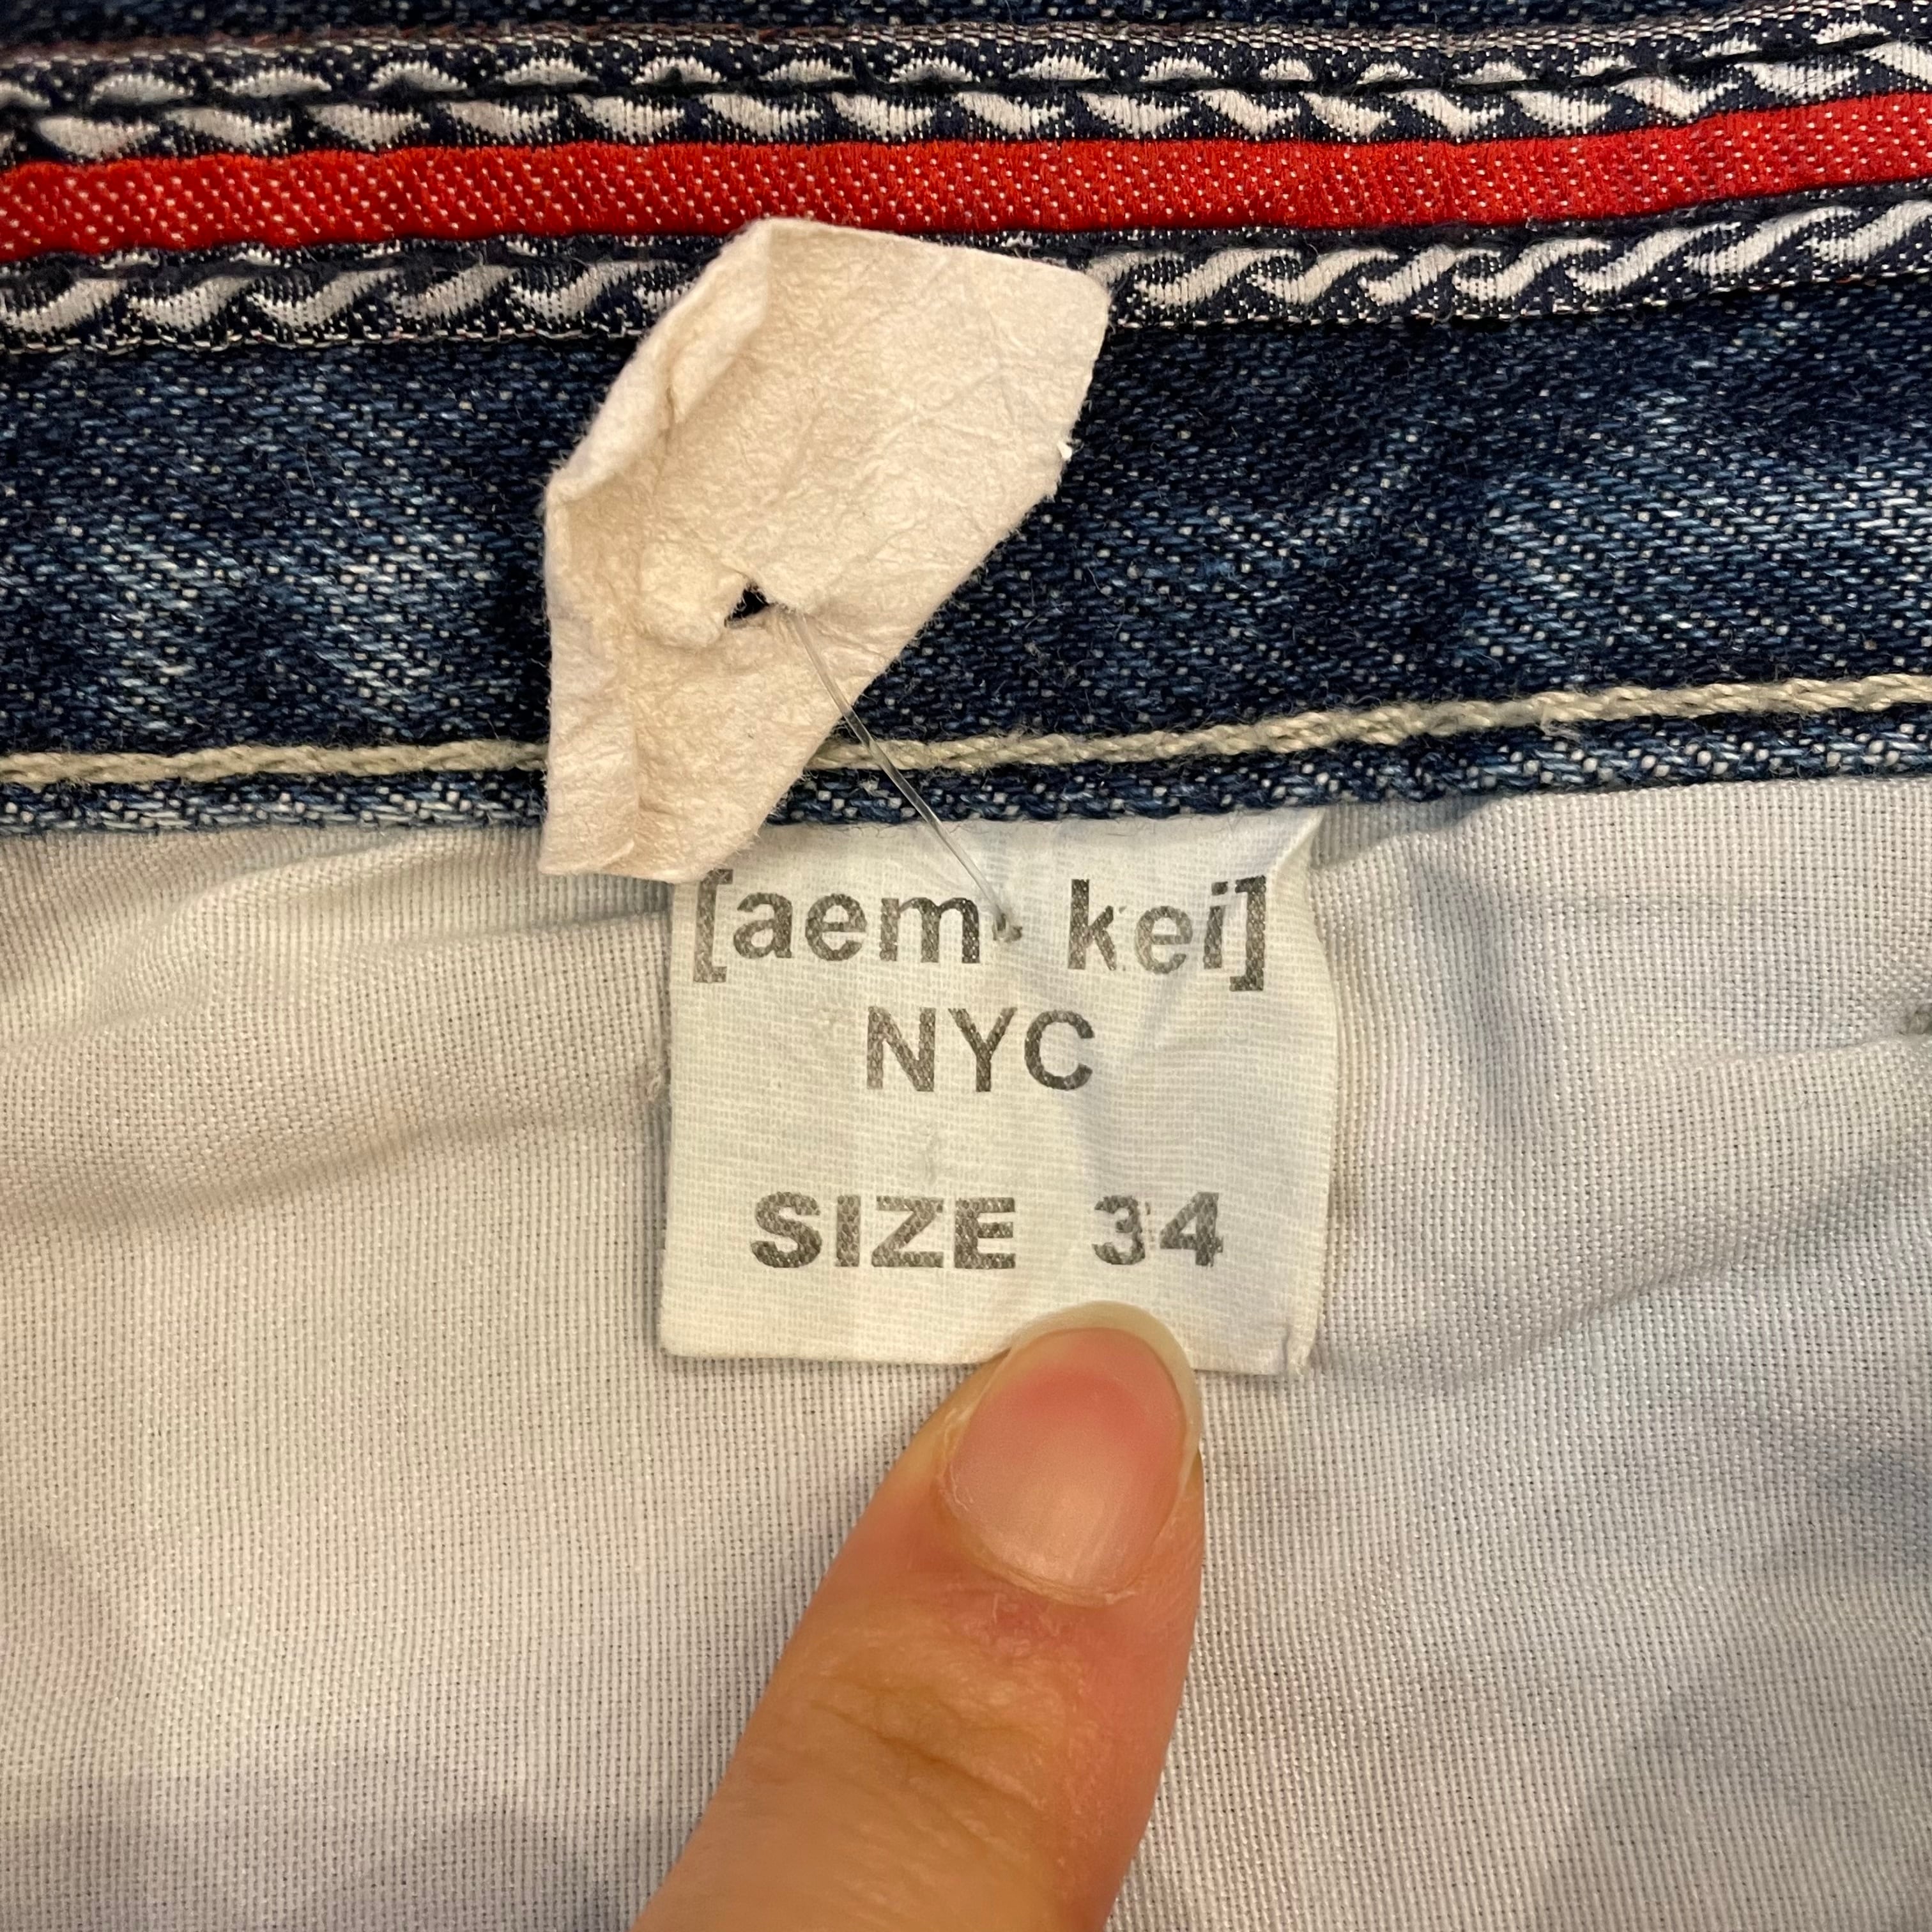 [aem kei]
NYC
SIZE 34